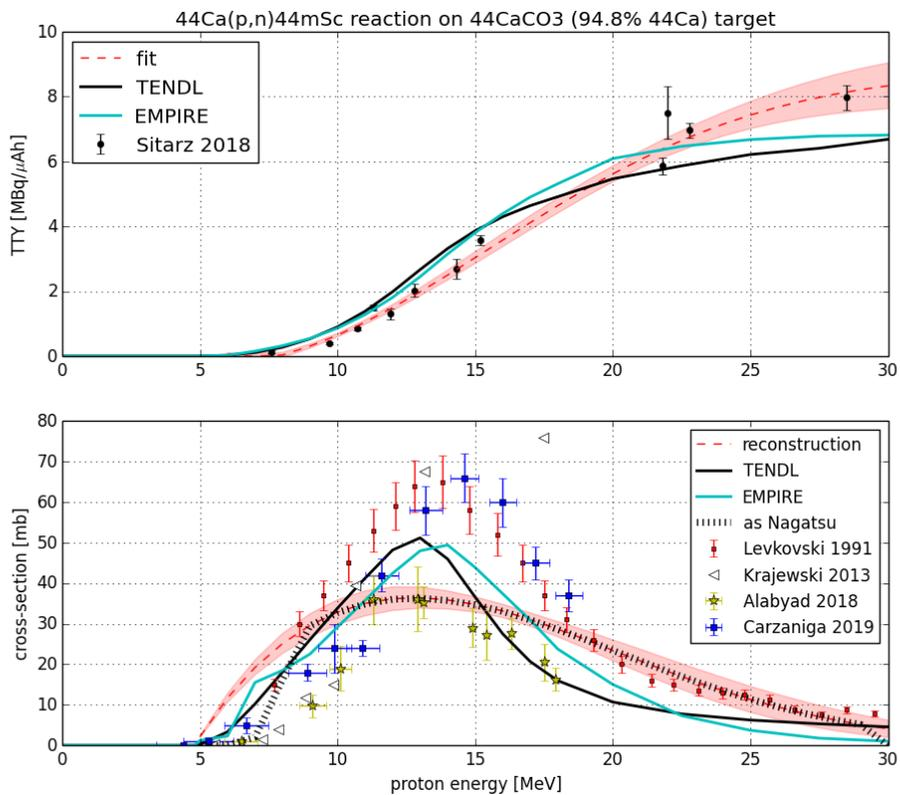 44Ca(p,n)44mSc reaction on 44CaCO3 (94.8% 44Ca) target
10
8
6
4
2
0
TTY [MBq/μAh]
fit
TENDL
EMPIRE
Sitarz 2018
0 5 10 15 20 25 30
80
70
60
50
40
30
20
10
0
cross-section [mb]
reconstruction
TENDL
EMPIRE
as Nagatsu
Levkovski 1991
Krajewski 2013
Alabyad 2018
Carzaniga 2019
0 5 10 15 20 25 30
proton energy [MeV]